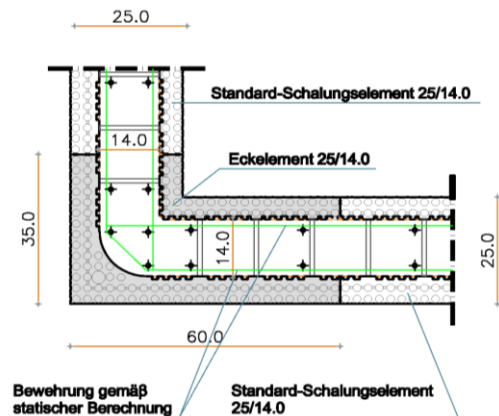 25.0
Standard-Schalungselement 25/14.0
14.0
Eckelement 25/14.0
35.0
14.0
25.0
60.0
Bewehrung gemäß
statischer Berechnung
Standard-Schalungselement
25/14.0